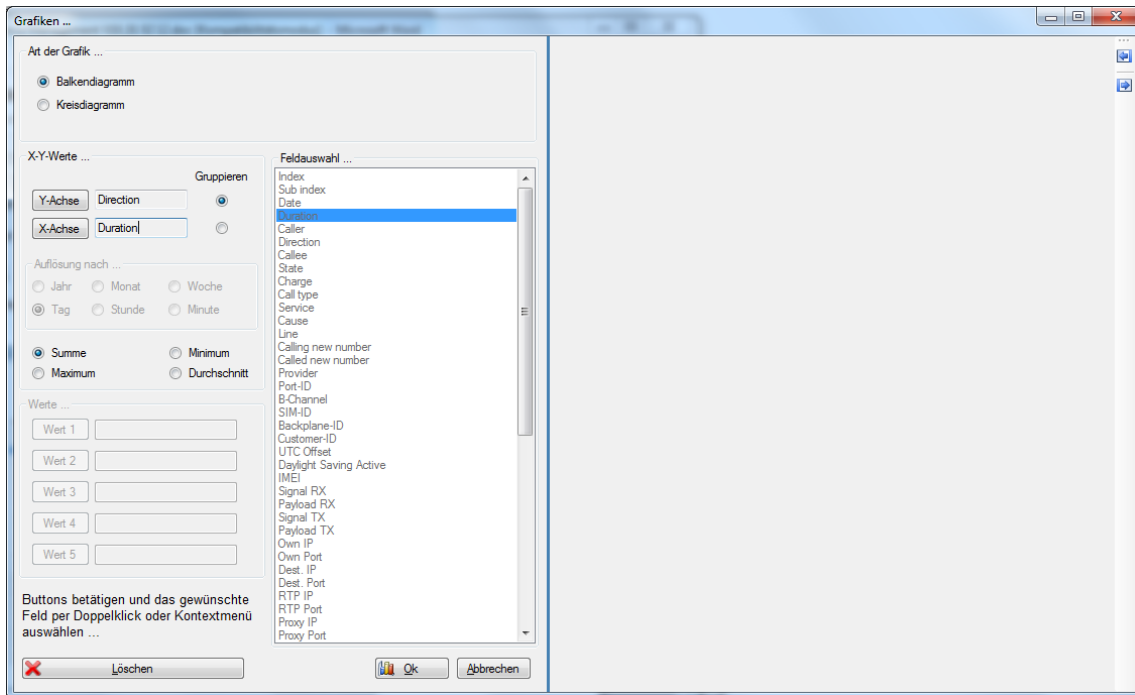 Grafiken ...
Art der Grafik ...
Balkendiagramm
Kreisdiagramm
X-Y-Werte ...
Gruppieren
Y-Achse Direction
X-Achse Duration
Auflösung nach ...
Jahr Monat Woche
Tag Stunde Minute
Summe Minimum
Maximum Durchschnitt
Werte ...
Wert 1
Wert 2
Wert 3
Wert 4
Wert 5
Buttons betätigen und das gewünschte
Feld per Doppelklick oder Kontextmenü
auswählen ...
Löschen
Feldauswahl ...
Index
Sub index
Date
Duration
Caller
Direction
Callee
State
Charge
Call type
Service
Cause
Line
Calling new number
Called new number
Provider
Port-ID
B-Channel
SIM-ID
Backplane-ID
Customer-ID
UTC Offset
Daylight Saving Active
IMEI
Signal RX
Payload RX
Signal TX
Payload TX
Own IP
Own Port
Dest. IP
Dest. Port
RTP IP
RTP Port
Proxy IP
Proxy Port
Ok Abbrechen